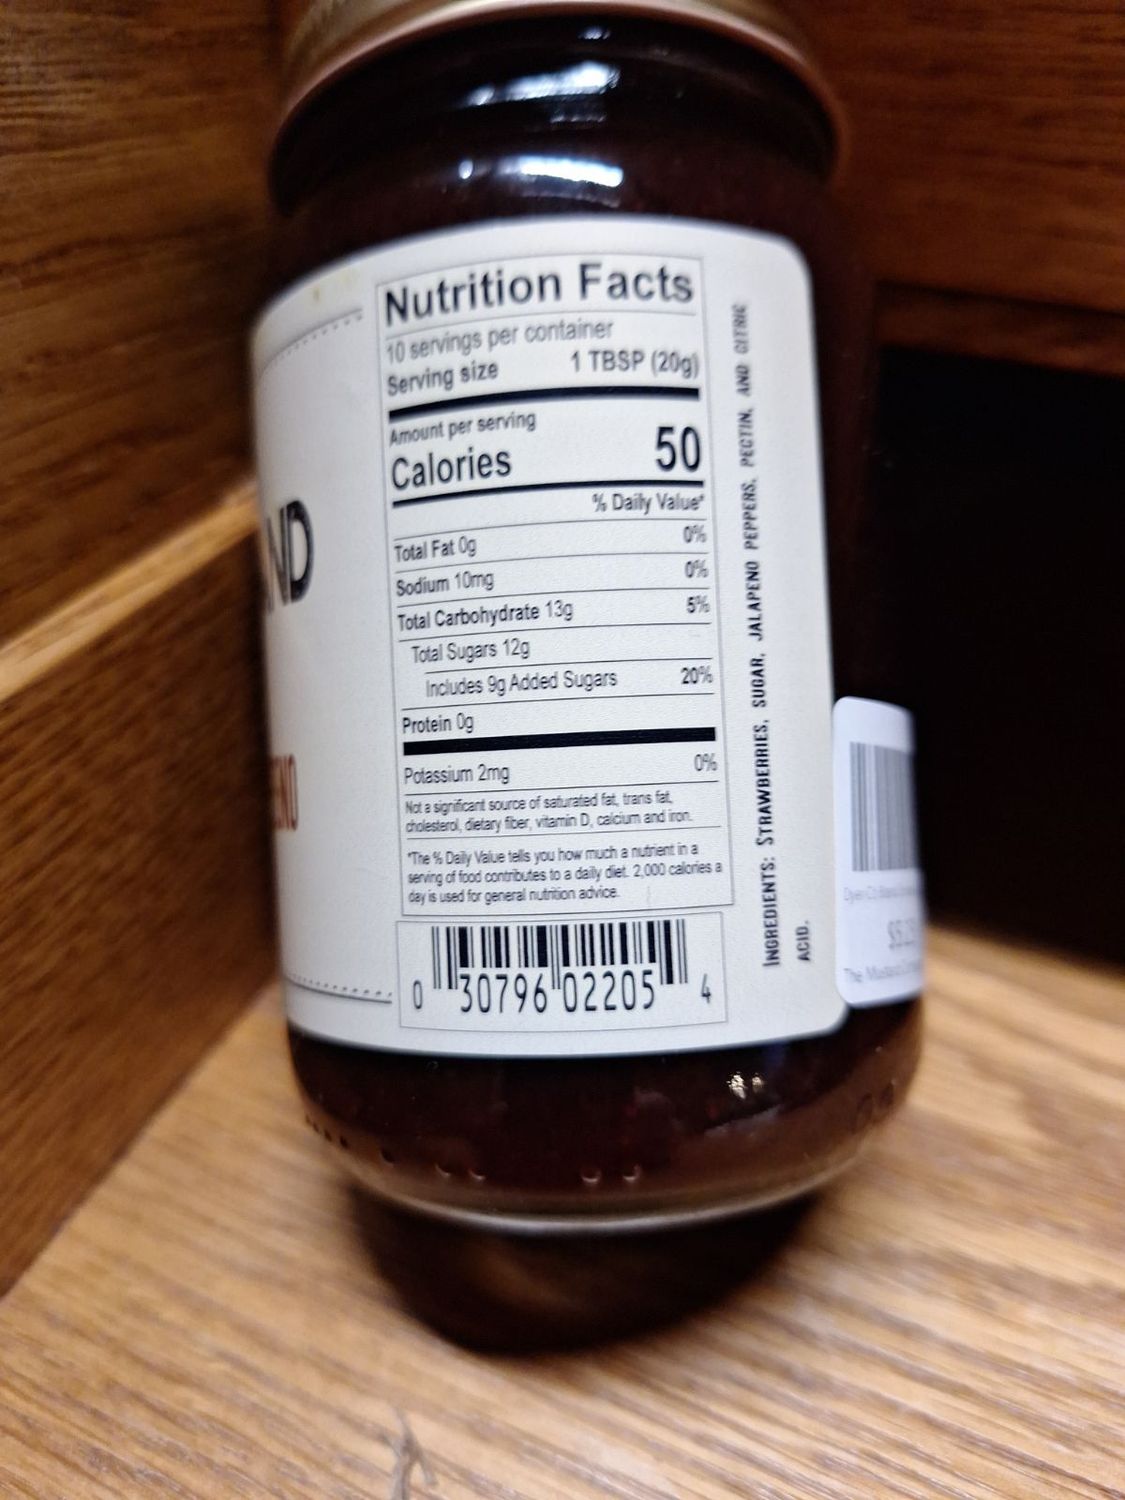 ND
ENO
Nutrition Facts
10 servings per container
Serving size 1 TBSP (20g)
Amount per serving
Calories 50
% Daily Value*
Total Fat 0g 0%
Sodium 10mg 0%
Total Carbohydrate 13g 5%
Total Sugars 12g
Includes 9g Added Sugars 20%
Protein 0g
Potassium 2mg 0%
Not a significant source of saturated fat, trans fat,
cholesterol, dietary fiber, vitamin D, calcium and iron.
*The % Daily Value tells you how much a nutrient in a
serving of food contributes to a daily diet. 2,000 calories a
day is used for general nutrition advice.
0 30796 02205 4
INGREDIENTS: STRAWBERRIES, SUGAR, JALAPENO PEPPERS, PECTIN, AND CITRIC
ACID.
The